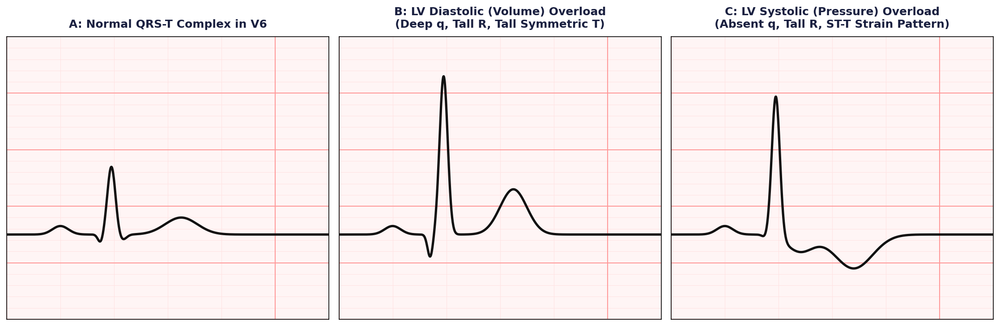 A: Normal QRS-T Complex in V6
B: LV Diastolic (Volume) Overload
(Deep q, Tall R, Tall Symmetric T)
C: LV Systolic (Pressure) Overload
(Absent q, Tall R, ST-T Strain Pattern)